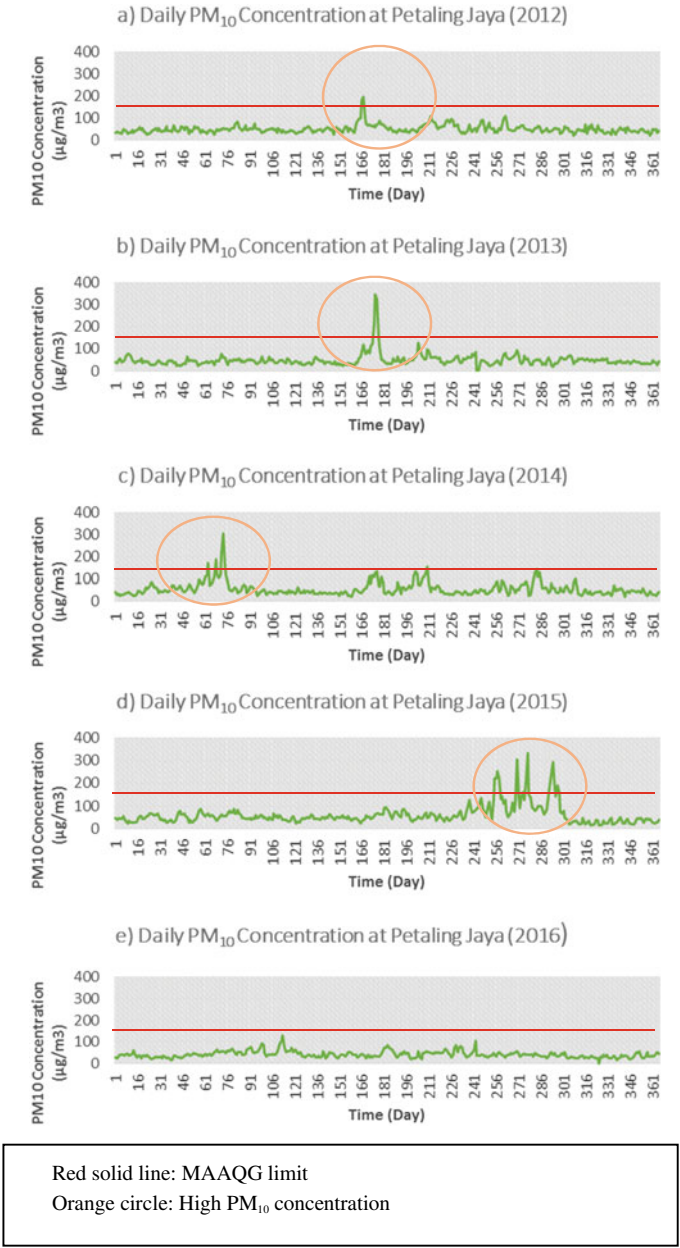 a) Daily PM10 Concentration at Petaling Jaya (2012)
PM10 Concentration
(µg/m3)
400
300
200
100
0
1 16 31 46 61 76 91 106 121 136 151 166 181 196 211 226 241 256 271 286 301 316 331 346 361
Time (Day)
b) Daily PM10 Concentration at Petaling Jaya (2013)
PM10 Concentration
(µg/m3)
400
300
200
100
0
1 16 31 46 61 76 91 106 121 136 151 166 181 196 211 226 241 256 271 286 301 316 331 346 361
Time (Day)
c) Daily PM10 Concentration at Petaling Jaya (2014)
PM10 Concentration
(µg/m3)
400
300
200
100
0
1 16 31 46 61 76 91 106 121 136 151 166 181 196 211 226 241 256 271 286 301 316 331 346 361
Time (Day)
d) Daily PM10 Concentration at Petaling Jaya (2015)
PM10 Concentration
(µg/m3)
400
300
200
100
0
1 16 31 46 61 76 91 106 121 136 151 166 181 196 211 226 241 256 271 286 301 316 331 346 361
Time (Day)
e) Daily PM10 Concentration at Petaling Jaya (2016)
PM10 Concentration
(µg/m3)
400
300
200
100
0
1 16 31 46 61 76 91 106 121 136 151 166 181 196 211 226 241 256 271 286 301 316 331 346 361
Time (Day)
Red solid line: MAAQG limit
Orange circle: High PM10 concentration